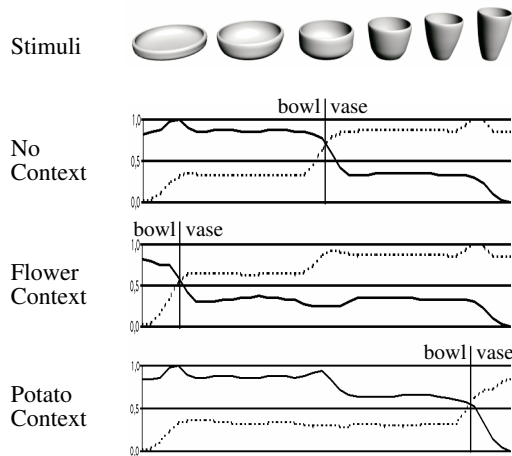 Stimuli
bowl vase
No
Context
1,0
0,5
0,0
bowl vase
Flower
Context
1,0
0,5
0,0
bowl vase
Potato
Context
1,0
0,5
0,0